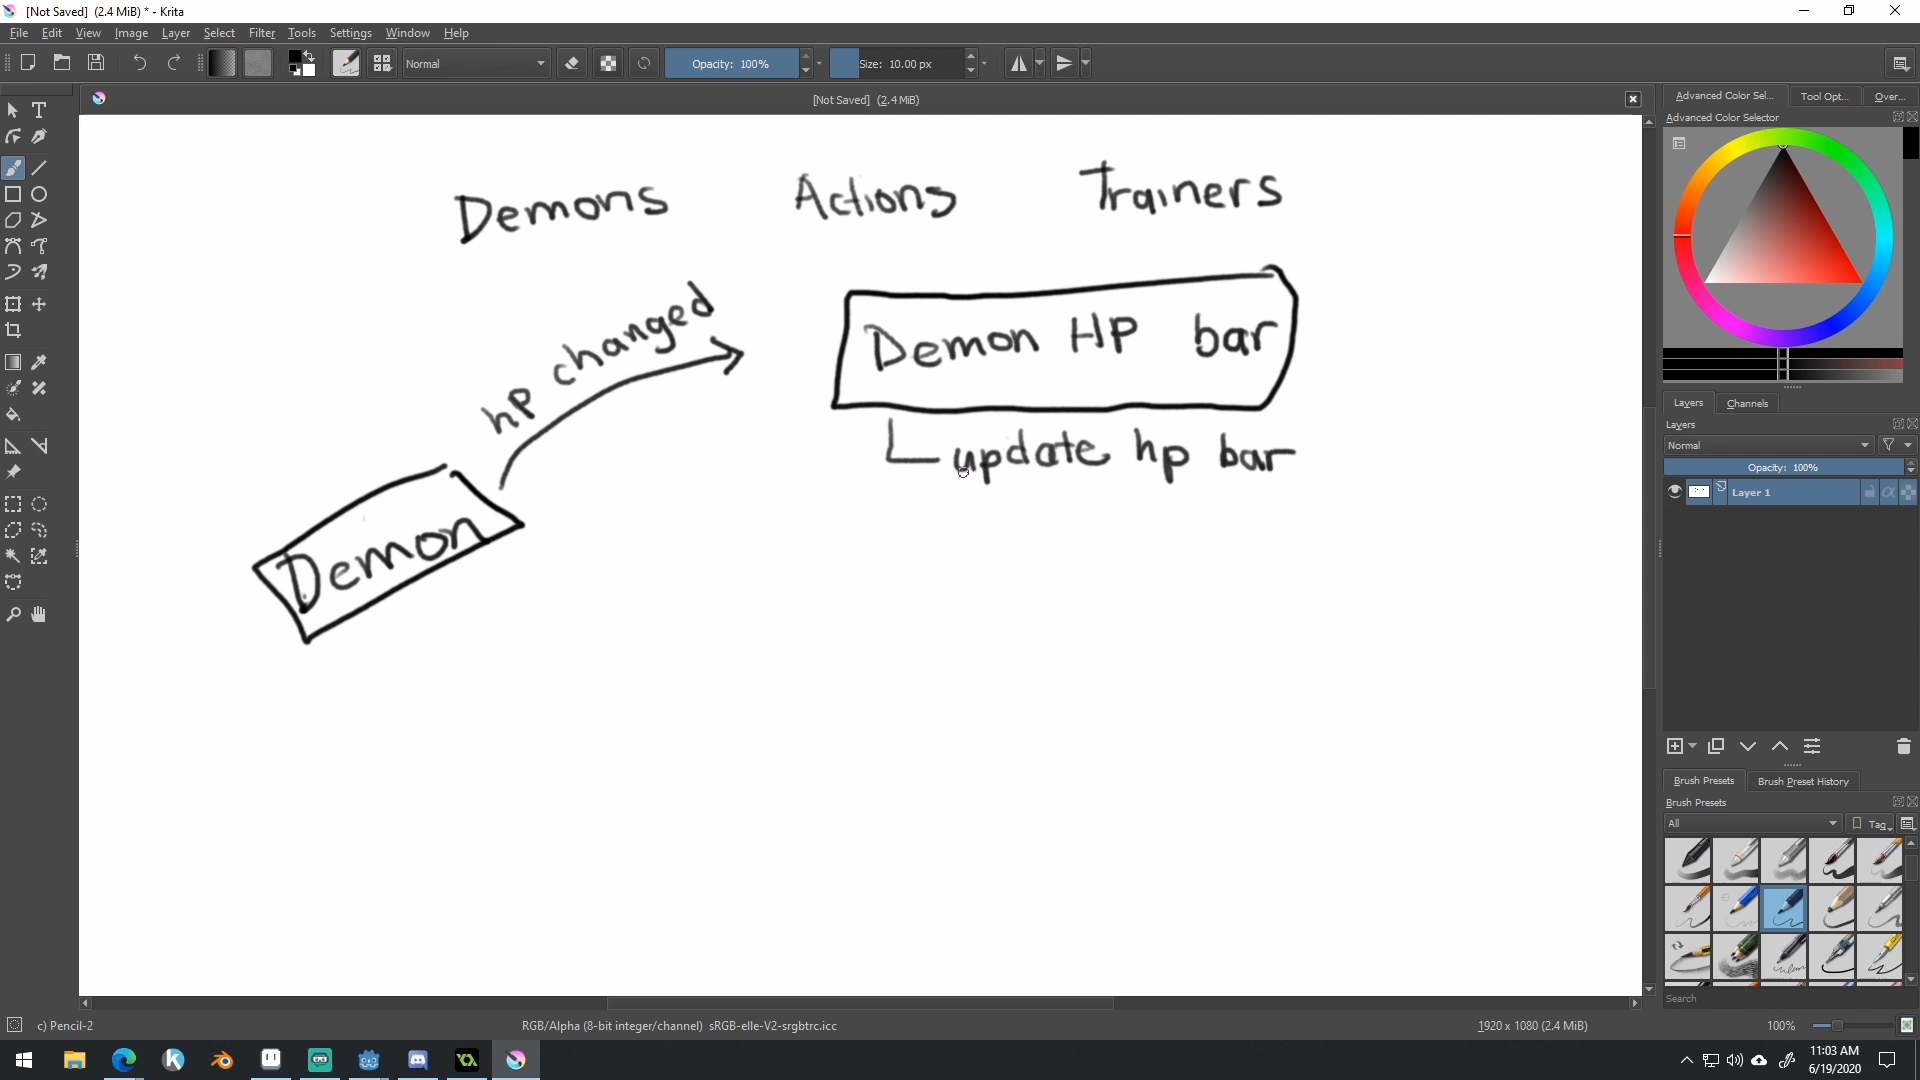 [Not Saved] (2.4 MiB) * - Krita
File Edit View Image Layer Select Filter Tools Settings Window Help
Normal
Opacity: 100%
Size: 10.00 px
[Not Saved] (2.4 MiB)
Demons Actions Trainers
hp changed
Demon HP bar
update hp bar
Demon
Advanced Color Sel... Tool Opt... Over...
Advanced Color Selector
Layers Channels
Layers
Normal
Opacity: 100%
Layer 1
Brush Presets Brush Preset History
Brush Presets
All Tag
Search
c) Pencil-2
RGB/Alpha (8-bit integer/channel) sRGB-elle-V2-srgbtrc.icc
1920 x 1080 (2.4 MiB)
100%
11:03 AM
6/19/2020